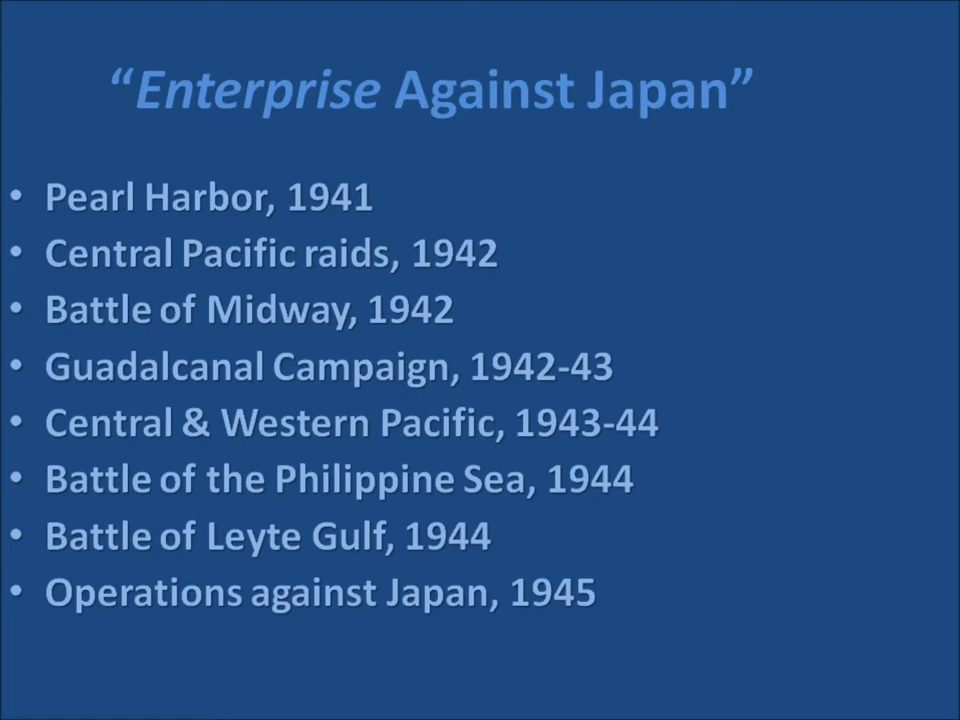 “Enterprise Against Japan”
• Pearl Harbor, 1941
• Central Pacific raids, 1942
• Battle of Midway, 1942
• Guadalcanal Campaign, 1942-43
• Central & Western Pacific, 1943-44
• Battle of the Philippine Sea, 1944
• Battle of Leyte Gulf, 1944
• Operations against Japan, 1945